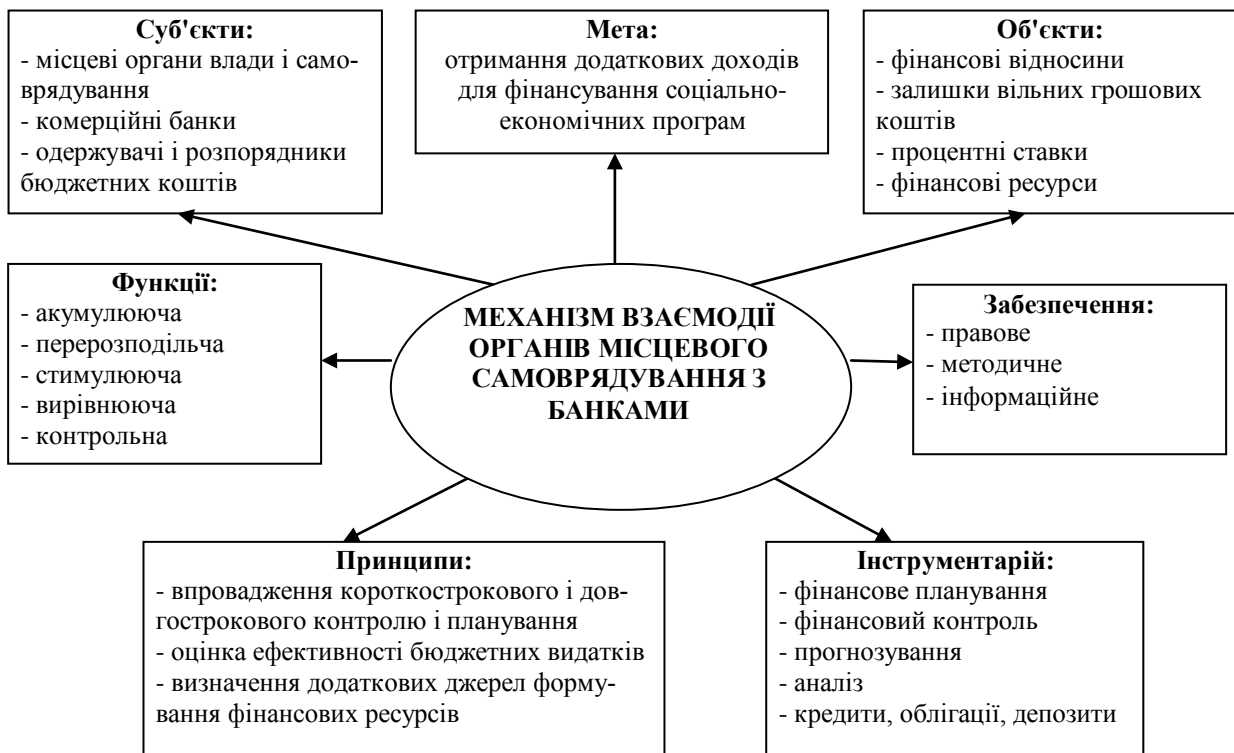 Суб'єкти:
- місцеві органи влади і само-
врядування
- комерційні банки
- одержувачі і розпорядники
бюджетних коштів
Мета:
отримання додаткових доходів
для фінансування соціально-
економічних програм
Об'єкти:
- фінансові відносини
- залишки вільних грошових
коштів
- процентні ставки
- фінансові ресурси
Функції:
- акумулююча
- перерозподільча
- стимулююча
- вирівнююча
- контрольна
МЕХАНІЗМ ВЗАЄМОДІЇ
ОРГАНІВ МІСЦЕВОГО
САМОВРЯДУВАННЯ З
БАНКАМИ
Забезпечення:
- правове
- методичне
- інформаційне
Принципи:
- впровадження короткострокового і дов-
гострокового контролю і планування
- оцінка ефективності бюджетних видатків
- визначення додаткових джерел форму-
вання фінансових ресурсів
Інструментарій:
- фінансове планування
- фінансовий контроль
- прогнозування
- аналіз
- кредити, облігації, депозити